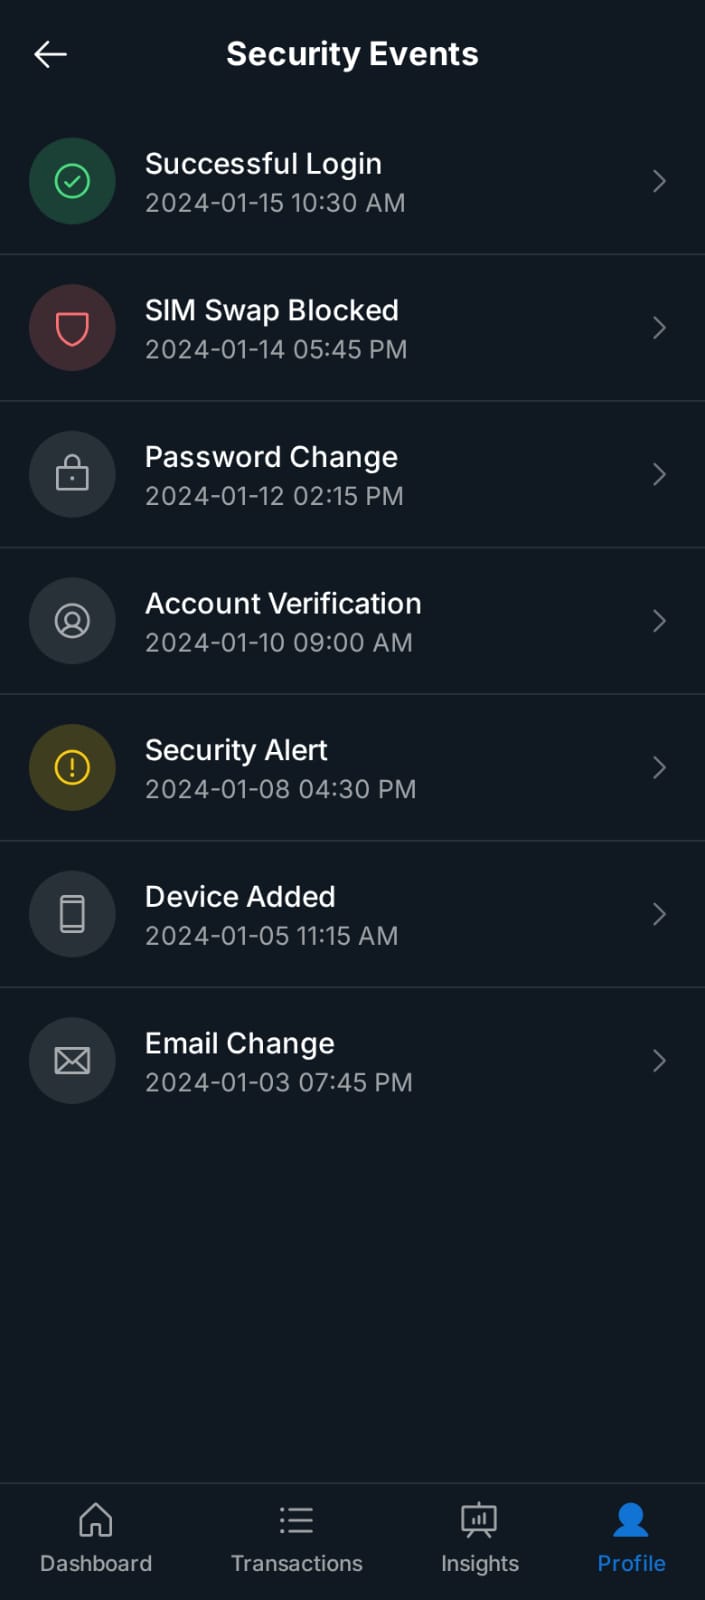 Security Events
Successful Login
2024-01-15 10:30 AM
SIM Swap Blocked
2024-01-14 05:45 PM
Password Change
2024-01-12 02:15 PM
Account Verification
2024-01-10 09:00 AM
Security Alert
2024-01-08 04:30 PM
Device Added
2024-01-05 11:15 AM
Email Change
2024-01-03 07:45 PM
Dashboard
Transactions
Insights
Profile